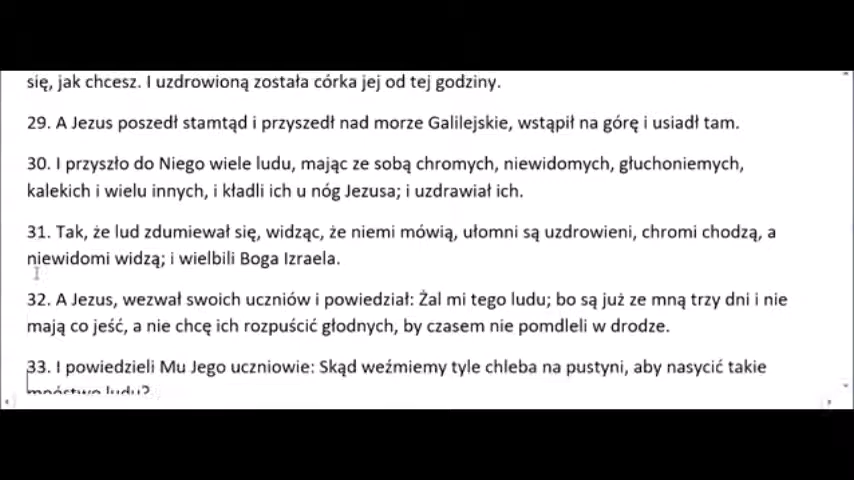 się, jak chcesz. I uzdrowioną została córka jej od tej godziny.
29. A Jezus poszedł stamtąd i przyszedł nad morze Galilejskie, wstąpił na górę i usiadł tam.
30. I przyszło do Niego wiele ludu, mając ze sobą chromych, niewidomych, głuchoniemych,
kalekich i wielu innych, i kładli ich u nóg Jezusa; i uzdrawiał ich.
31. Tak, że lud zdumiewał się, widząc, że niemi mówią, ułomni są uzdrowieni, chromi chodzą, a
niewidomi widzą; i wielbili Boga Izraela.
32. A Jezus, wezwał swoich uczniów i powiedział: Żal mi tego ludu; bo są już ze mną trzy dni i nie
mają co jeść, a nie chcę ich rozpuścić głodnych, by czasem nie pomdleli w drodze.
33. I powiedzieli Mu Jego uczniowie: Skąd weźmiemy tyle chleba na pustyni, aby nasycić takie
mnóstwo ludu?